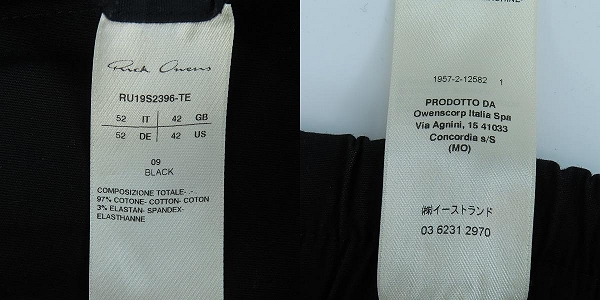 Rick Owens
RU19S2396-TE
52 IT 42 GB
52 DE 42 US
09
BLACK
COMPOSIZIONE TOTALE- .-
97% COTONE- COTTON- COTON
3% ELASTAN- SPANDEX-
ELASTHANNE
1957-2-12582 1
PRODOTTO DA
Owenscorp Italia Spa
Via Agnini, 15 41033
Concordia s/S
(MO)
㈱イーストランド
03 6231 2970